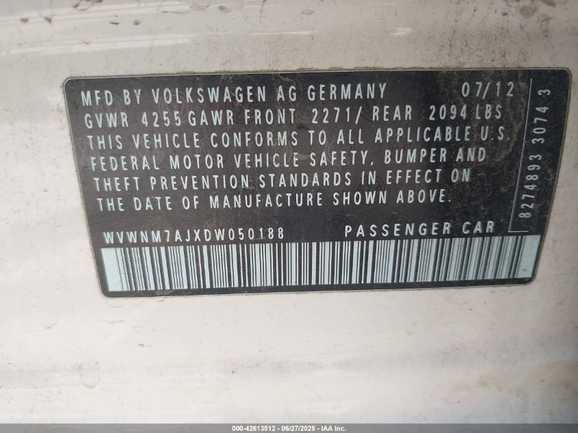 MFD BY VOLKSWAGEN AG GERMANY 07/12
GVWR 4255 GAWR FRONT 2271/ REAR 2094 LBS
THIS VEHICLE CONFORMS TO ALL APPLICABLE U.S.
FEDERAL MOTOR VEHICLE SAFETY, BUMPER AND
THEFT PREVENTION STANDARDS IN EFFECT ON
THE DATE OF MANUFACTURE SHOWN ABOVE.
WVWNM7AJXDW050188 PASSENGER CAR
8274893 3074 3
000-42613512 - 06/27/2025 - IAA Inc.